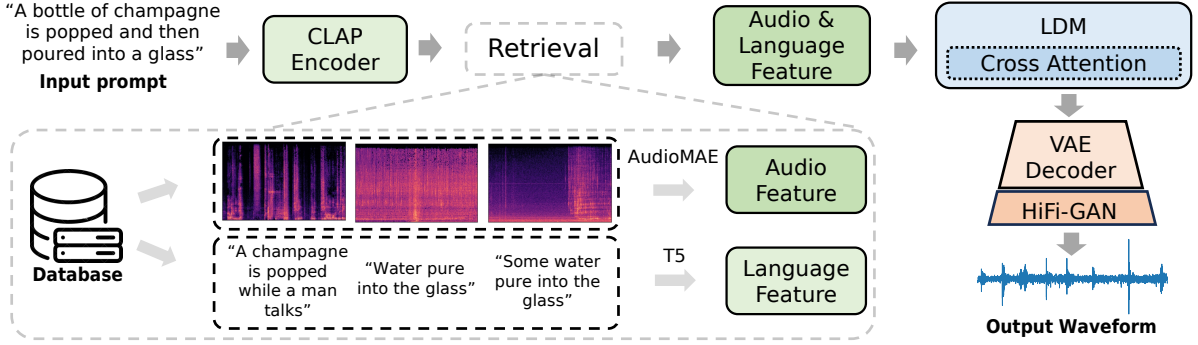 “A bottle of champagne
is popped and then
poured into a glass”
Input prompt
CLAP
Encoder
Retrieval
Audio &
Language
Feature
LDM
Cross Attention
VAE
Decoder
HiFi-GAN
Output Waveform
Database
AudioMAE
Audio
Feature
“A champagne
is popped
while a man
talks”
“Water pure
into the glass”
“Some water
pure into the
glass”
T5
Language
Feature